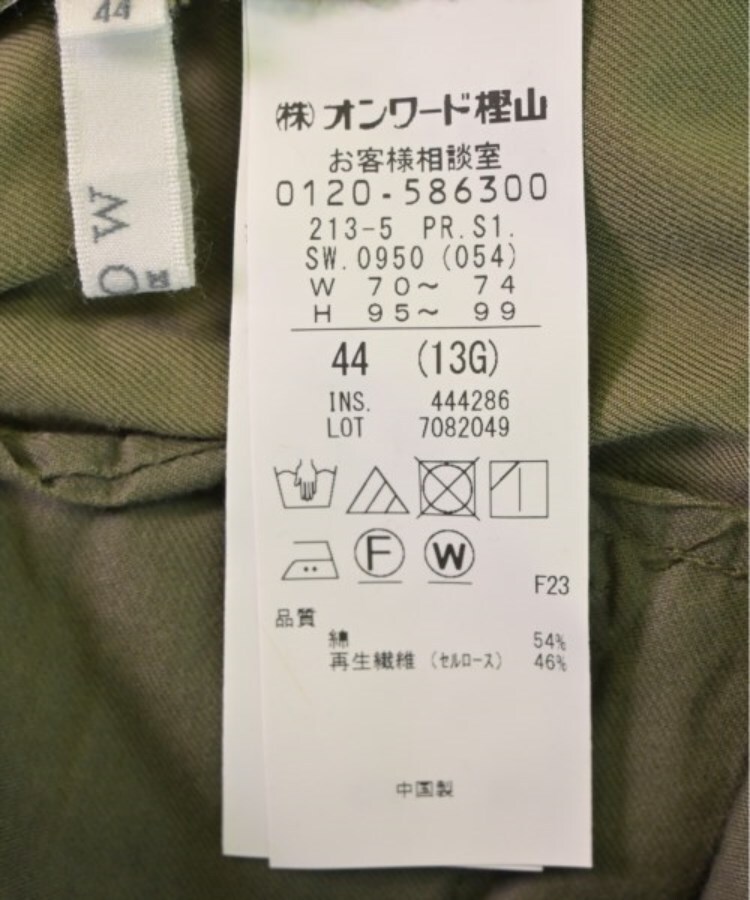 44
OW
(株)オンワード樫山
お客様相談室
0120-586300
213-5 PR.S1.
SW.0950 (054)
W 70～ 74
H 95～ 99
44 (13G)
INS. 444286
LOT 7082049
F W
F23
品質
綿 54%
再生繊維 (セルロース) 46%
中国製